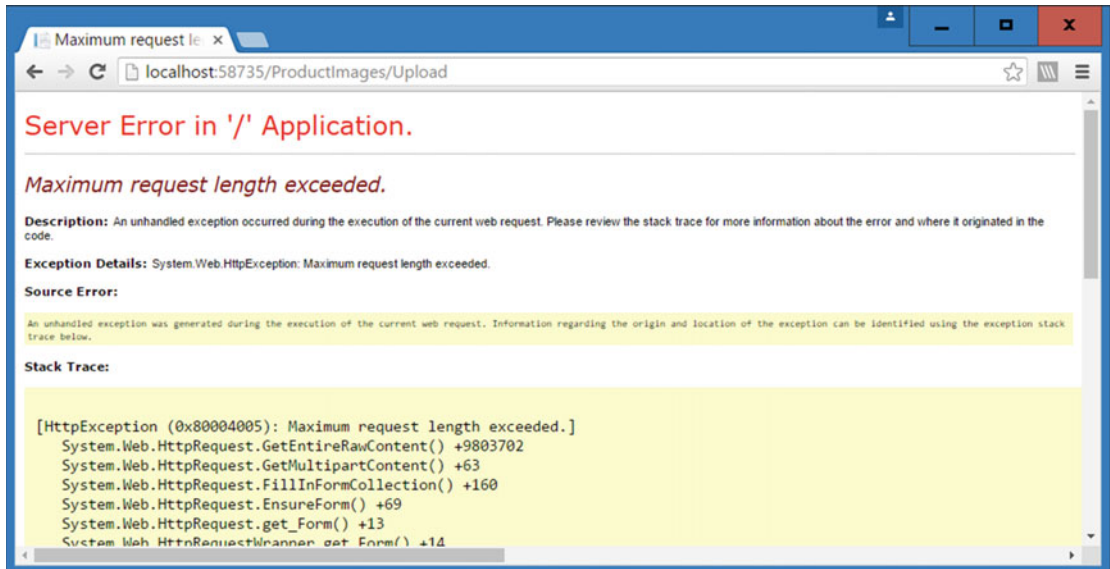 Maximum request le
localhost:58735/ProductImages/Upload
Server Error in '/' Application.
Maximum request length exceeded.
Description: An unhandled exception occurred during the execution of the current web request. Please review the stack trace for more information about the error and where it originated in the
code.
Exception Details: System.Web.HttpException: Maximum request length exceeded.
Source Error:
An unhandled exception was generated during the execution of the current web request. Information regarding the origin and location of the exception can be identified using the exception stack
trace below.
Stack Trace:
[HttpException (0x80004005): Maximum request length exceeded.]
System.Web.HttpRequest.GetEntireRawContent() +9803702
System.Web.HttpRequest.GetMultipartContent() +63
System.Web.HttpRequest.FillInFormCollection() +160
System.Web.HttpRequest.EnsureForm() +69
System.Web.HttpRequest.get_Form() +13
System.Web.HttpRequestWrapper.get_Form() +14